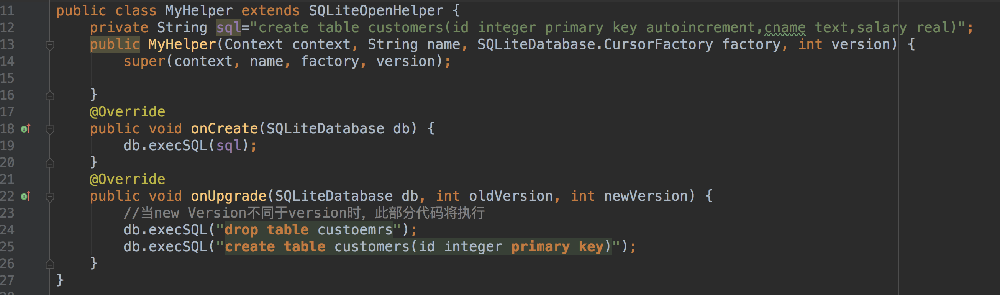 11 public class MyHelper extends SQLiteOpenHelper {
12 private String sql="create table customers(id integer primary key autoincrement,cname text,salary real)";
13 public MyHelper(Context context, String name, SQLiteDatabase.CursorFactory factory, int version) {
14 super(context, name, factory, version);
15
16 }
17 @Override
18 public void onCreate(SQLiteDatabase db) {
19 db.execSQL(sql);
20 }
21 @Override
22 public void onUpgrade(SQLiteDatabase db, int oldVersion, int newVersion) {
23 //当new Version不同于version时，此部分代码将执行
24 db.execSQL("drop table custoemrs");
25 db.execSQL("create table customers(id integer primary key)");
26 }
27 }